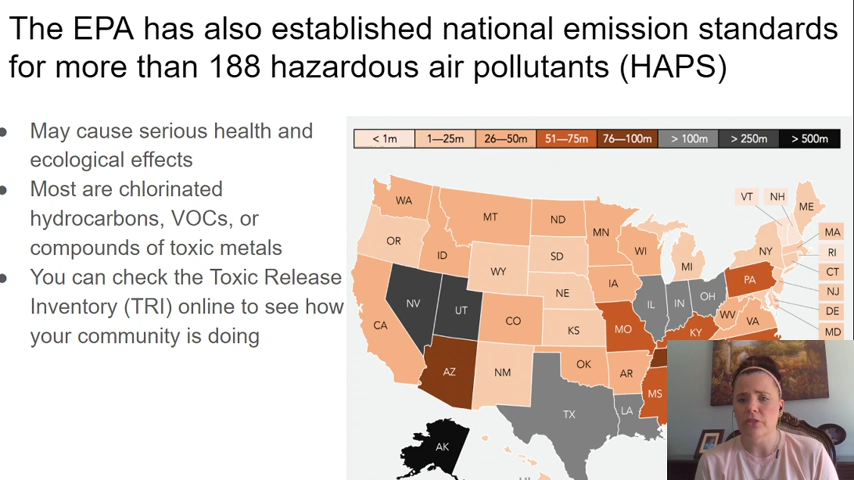 The EPA has also established national emission standards
for more than 188 hazardous air pollutants (HAPS)
May cause serious health and
ecological effects
Most are chlorinated
hydrocarbons, VOCs, or
compounds of toxic metals
You can check the Toxic Release
Inventory (TRI) online to see how
your community is doing
< 1m 1—25m 26—50m 51—75m 76—100m > 100m > 250m > 500m
VT NH
WA MT ND ME
MN MA
OR ID SD WI NY RI
WY MI CT
IA PA
NE NJ
NV UT IL IN OH
CO WV DE
CA KS MO KY VA MD
AZ NM OK AR
MS
TX LA
AK